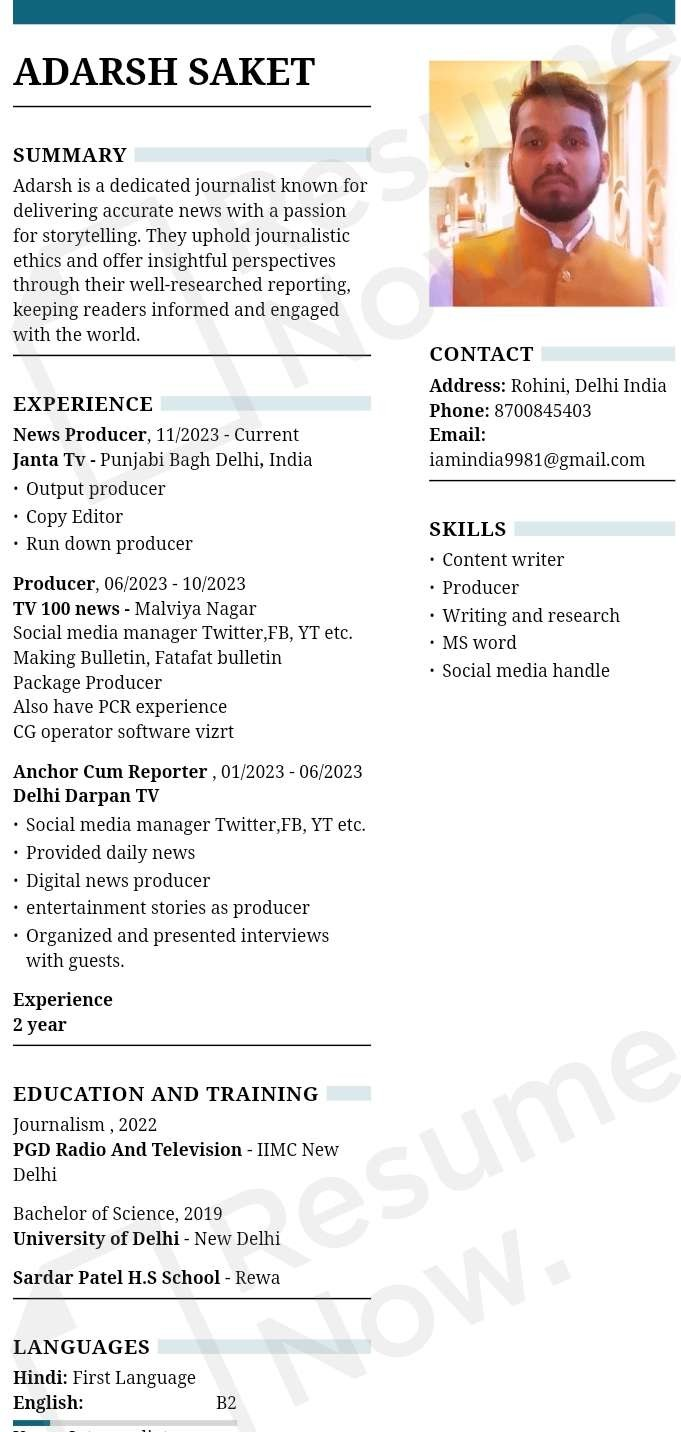 ADARSH SAKET
SUMMARY
Adarsh is a dedicated journalist known for
delivering accurate news with a passion
for storytelling. They uphold journalistic
ethics and offer insightful perspectives
through their well-researched reporting,
keeping readers informed and engaged
with the world.
EXPERIENCE
News Producer, 11/2023 - Current
Janta Tv - Punjabi Bagh Delhi, India
· Output producer
· Copy Editor
· Run down producer
Producer, 06/2023 - 10/2023
TV 100 news - Malviya Nagar
Social media manager Twitter,FB, YT etc.
Making Bulletin, Fatafat bulletin
Package Producer
Also have PCR experience
CG operator software vizrt
Anchor Cum Reporter , 01/2023 - 06/2023
Delhi Darpan TV
· Social media manager Twitter,FB, YT etc.
· Provided daily news
· Digital news producer
· entertainment stories as producer
· Organized and presented interviews
with guests.
Experience
2 year
EDUCATION AND TRAINING
Journalism , 2022
PGD Radio And Television - IIMC New
Delhi
Bachelor of Science, 2019
University of Delhi - New Delhi
Sardar Patel H.S School - Rewa
LANGUAGES
Hindi: First Language
English: B2
CONTACT
Address: Rohini, Delhi India
Phone: 8700845403
Email:
iamindia9981@gmail.com
SKILLS
· Content writer
· Producer
· Writing and research
· MS word
· Social media handle
Resume
Now.
Resume
Now.